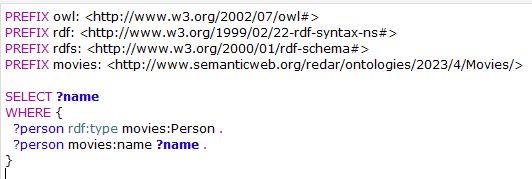 PREFIX owl: <http://www.w3.org/2002/07/owl#>
PREFIX rdf: <http://www.w3.org/1999/02/22-rdf-syntax-ns#>
PREFIX rdfs: <http://www.w3.org/2000/01/rdf-schema#>
PREFIX movies: <http://www.semanticweb.org/redar/ontologies/2023/4/Movies/>
SELECT ?name
WHERE {
?person rdf:type movies:Person .
?person movies:name ?name .
}